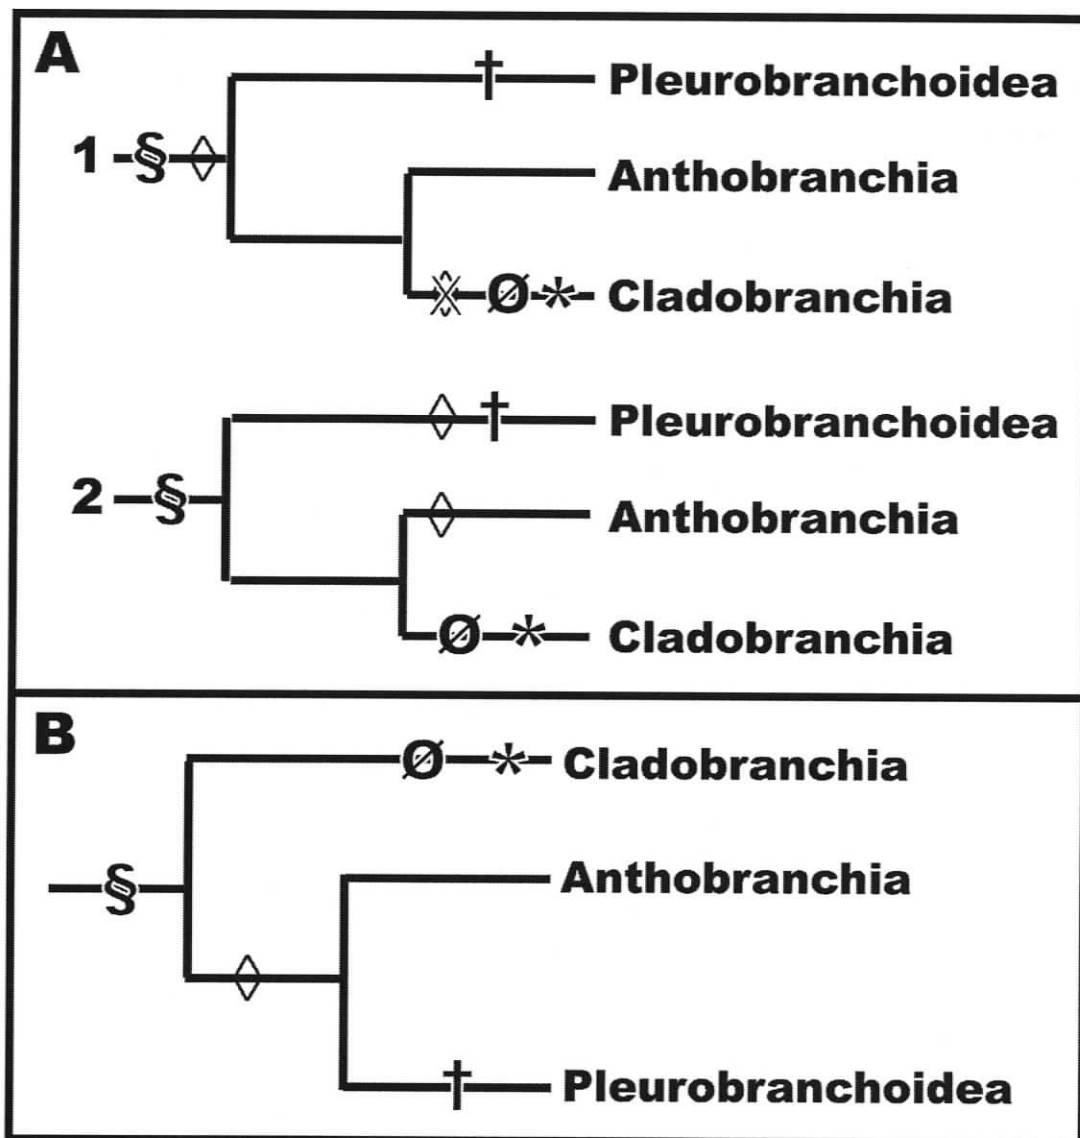 A
† Pleurobranchoidea
1 § ◊
Anthobranchia
Ø * Cladobranchia
◊ † Pleurobranchoidea
2 §
◊ Anthobranchia
Ø * Cladobranchia
B
Ø * Cladobranchia
Anthobranchia
§
◊
† Pleurobranchoidea